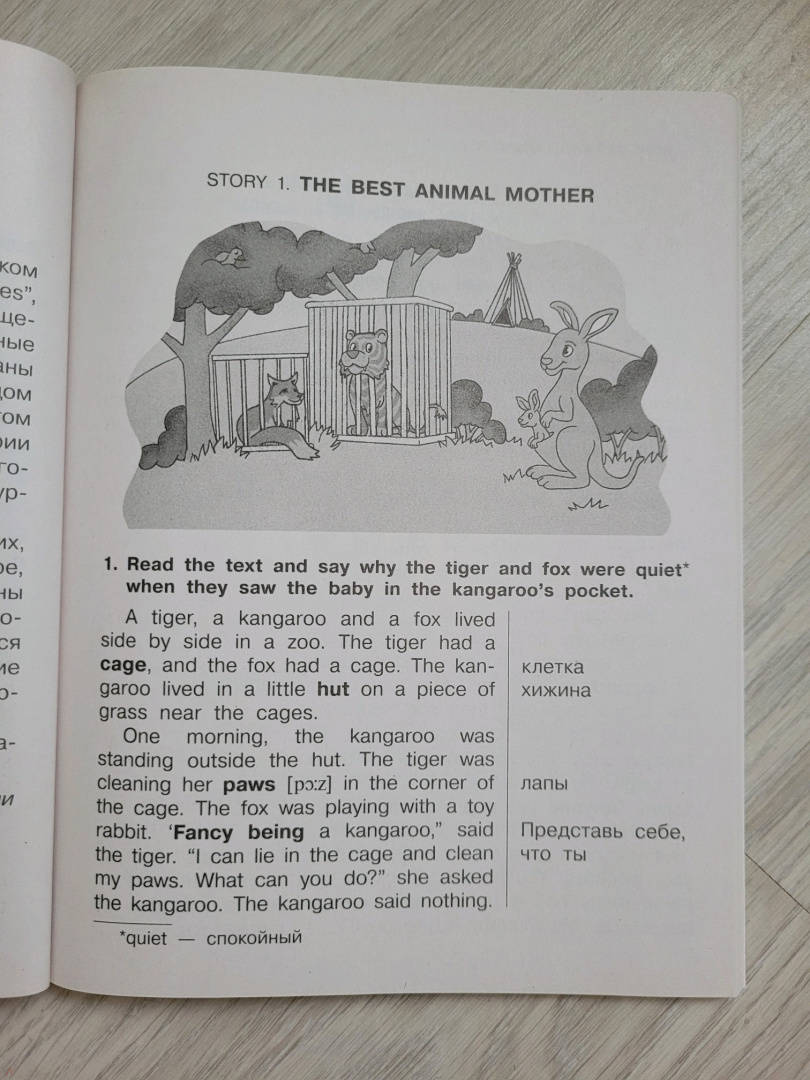 ком
es",
ще-
ные
аны
дом
том
рии
го-
ур-
их,
ре,
ны
о-
ся
ие
о-
а-
ии
STORY 1. THE BEST ANIMAL MOTHER
1. Read the text and say why the tiger and fox were quiet*
when they saw the baby in the kangaroo's pocket.
A tiger, a kangaroo and a fox lived
side by side in a zoo. The tiger had a
cage, and the fox had a cage. The kan-
клетка
garoo lived in a little hut on a piece of
хижина
grass near the cages.
One morning, the kangaroo was
standing outside the hut. The tiger was
cleaning her paws [pɔ:z] in the corner of
лапы
the cage. The fox was playing with a toy
rabbit. 'Fancy being a kangaroo," said
Представь себе,
the tiger. "I can lie in the cage and clean
что ты
my paws. What can you do?" she asked
the kangaroo. The kangaroo said nothing.
*quiet — спокойный